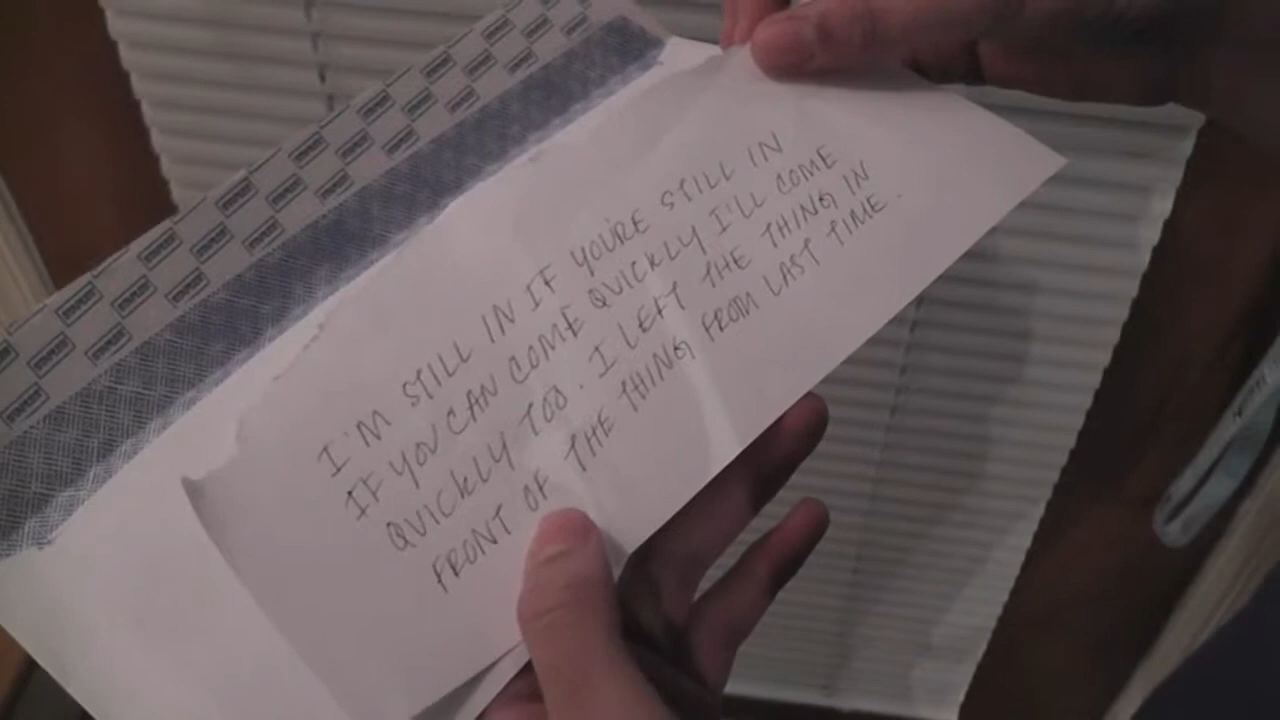 I'M STILL IN IF YOU'RE STILL IN
IF YOU CAN COME QUICKLY I'LL COME
QUICKLY TOO. I LEFT THE THING IN
FRONT OF THE THING FROM LAST TIME.